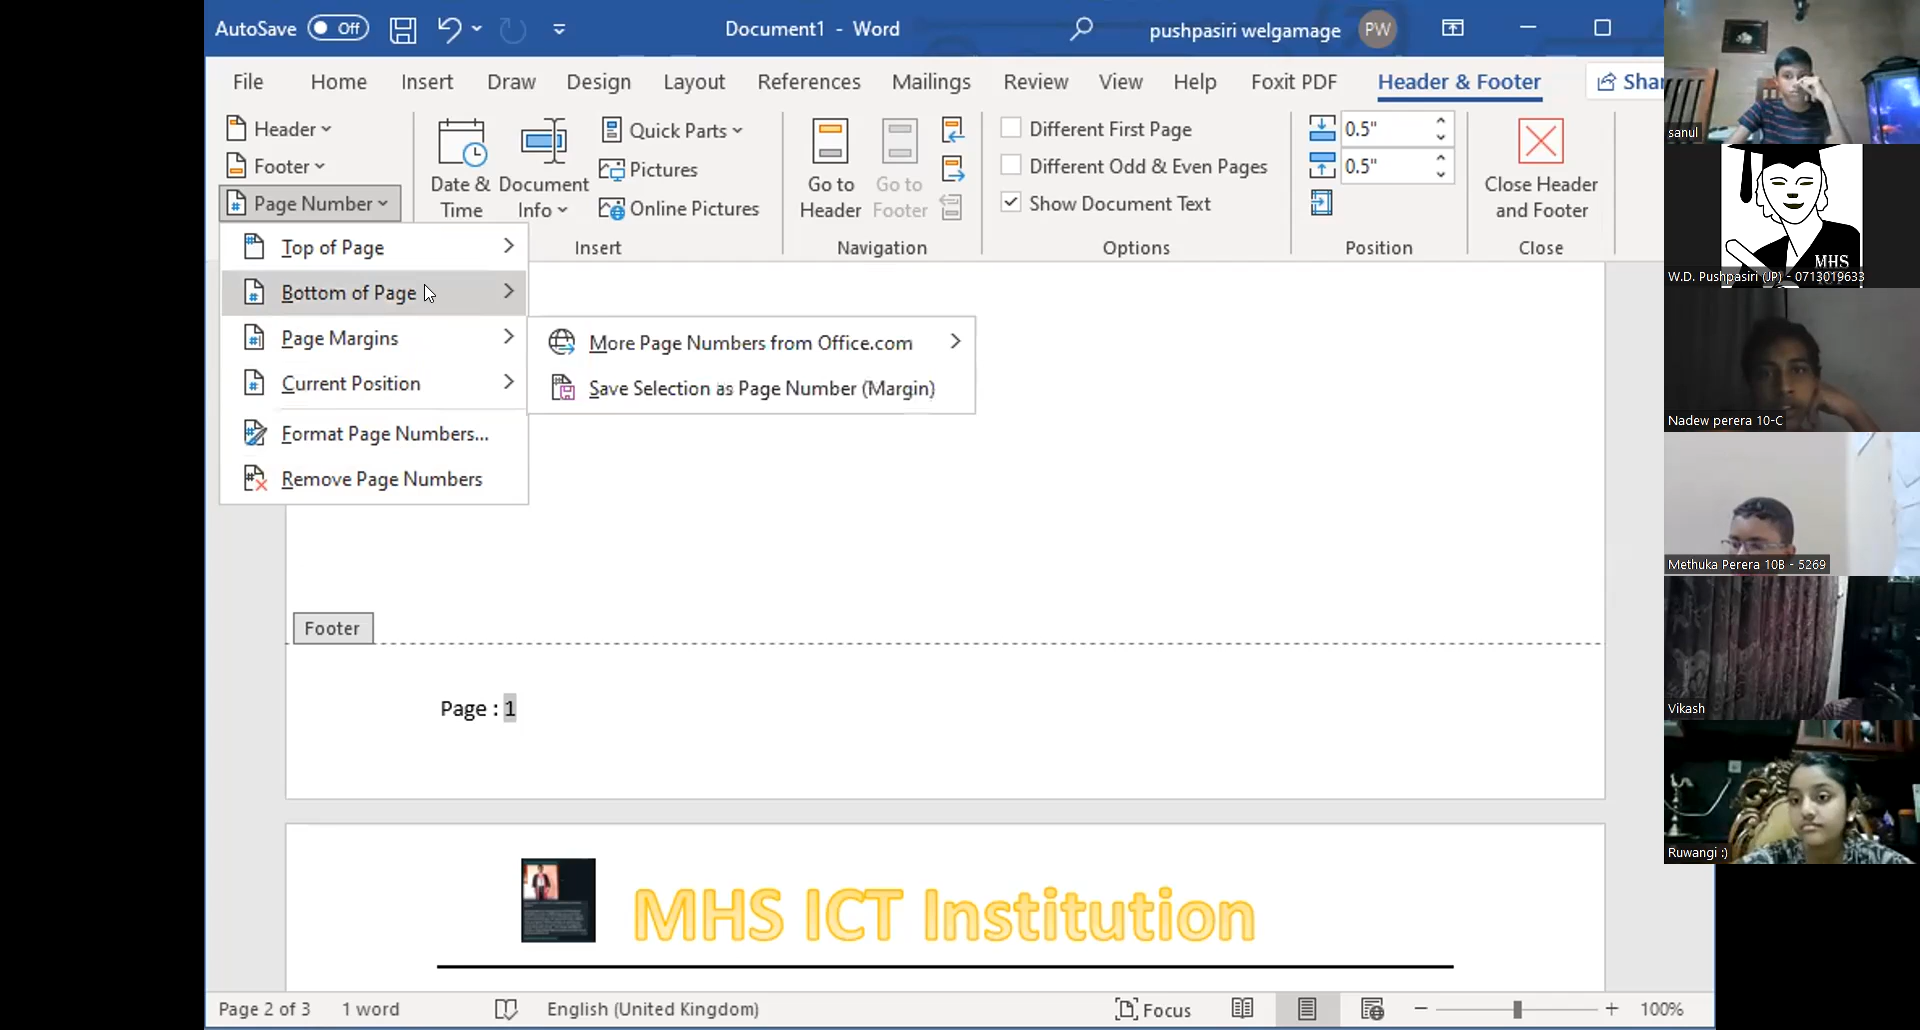 AutoSave Off Document1 - Word pushpasiri welgamage PW
File Home Insert Draw Design Layout References Mailings Review View Help Foxit PDF Header & Footer Shar
Header
Footer
Page Number
Date & Time
Document Info
Quick Parts
Pictures
Online Pictures
Insert
Go to Header
Go to Footer
Navigation
Different First Page
Different Odd & Even Pages
Show Document Text
Options
0.5"
0.5"
Position
Close Header and Footer
Close
Top of Page
Bottom of Page
Page Margins
Current Position
Format Page Numbers...
Remove Page Numbers
More Page Numbers from Office.com
Save Selection as Page Number (Margin)
Footer
Page : 1
MHS ICT Institution
Page 2 of 3 1 word English (United Kingdom) Focus 100%
sanul
MHS
W.D. Pushpasiri (JP) - 0713019633
Nadew perera 10-C
Methuka Perera 10B - 5269
Vikash
Ruwangi :)